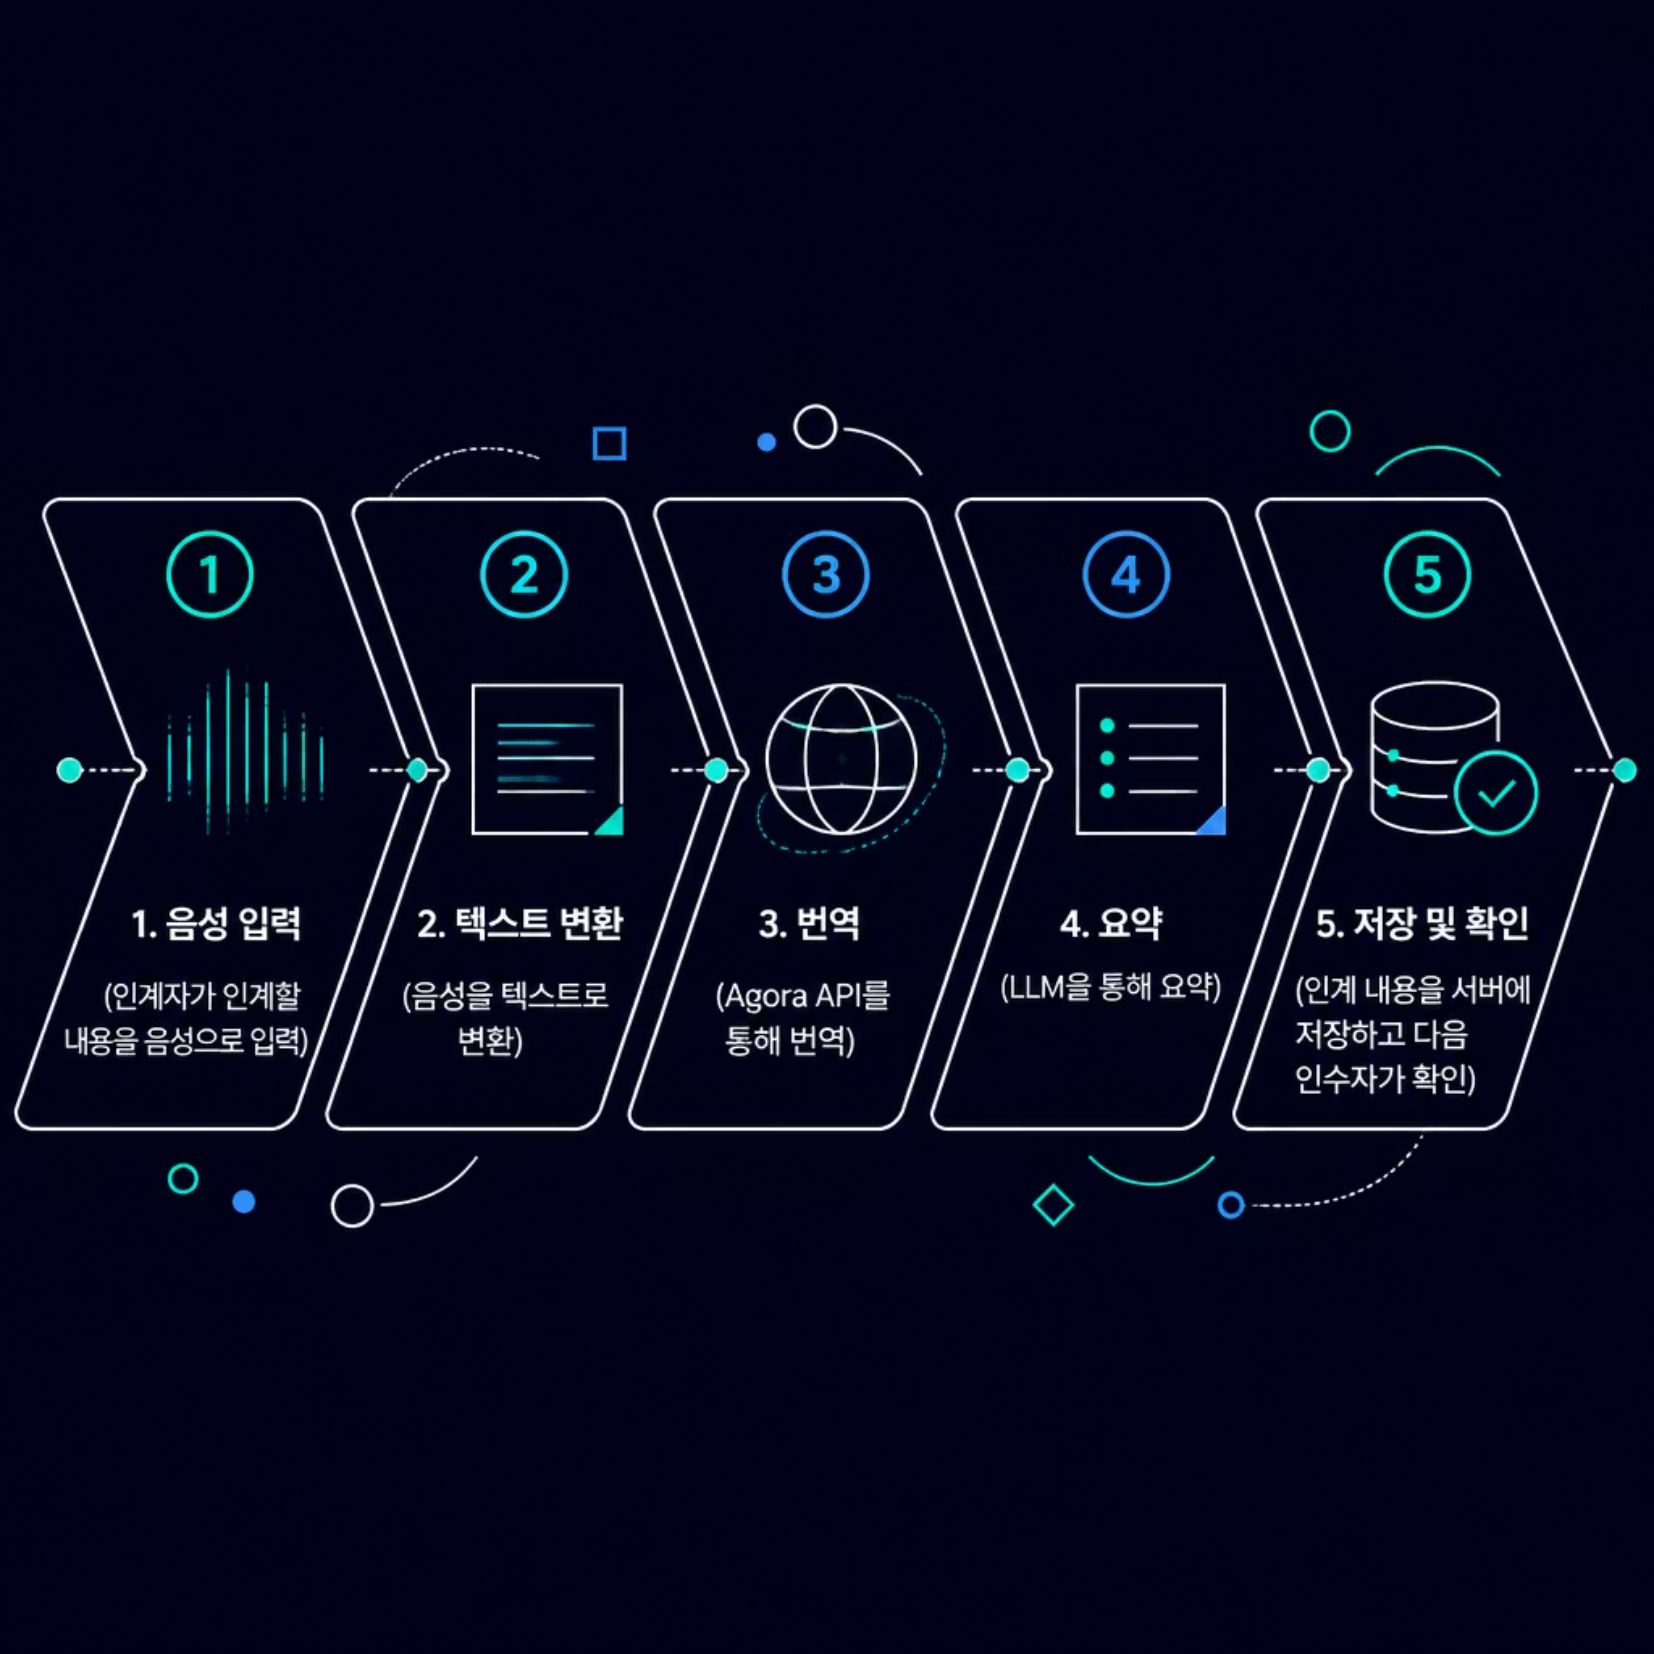 1
2
3
4
5
1. 음성 입력
(인계자가 인계할
내용을 음성으로 입력)
2. 텍스트 변환
(음성을 텍스트로
변환)
3. 번역
(Agora API를
통해 번역)
4. 요약
(LLM을 통해 요약)
5. 저장 및 확인
(인계 내용을 서버에
저장하고 다음
인수자가 확인)